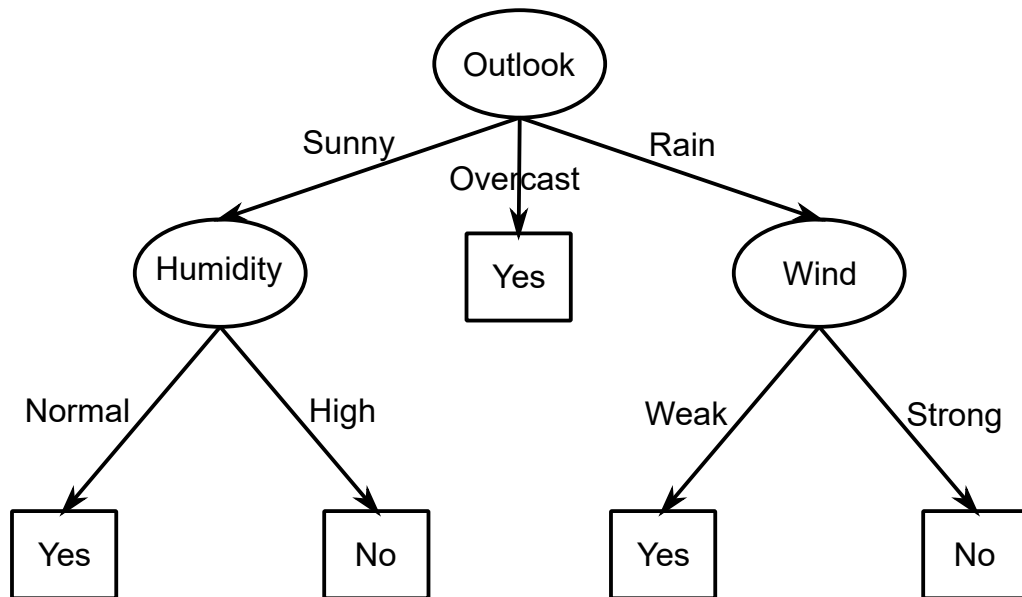 Outlook
Sunny
Overcast
Rain
Humidity
Yes
Wind
Normal
High
Weak
Strong
Yes
No
Yes
No